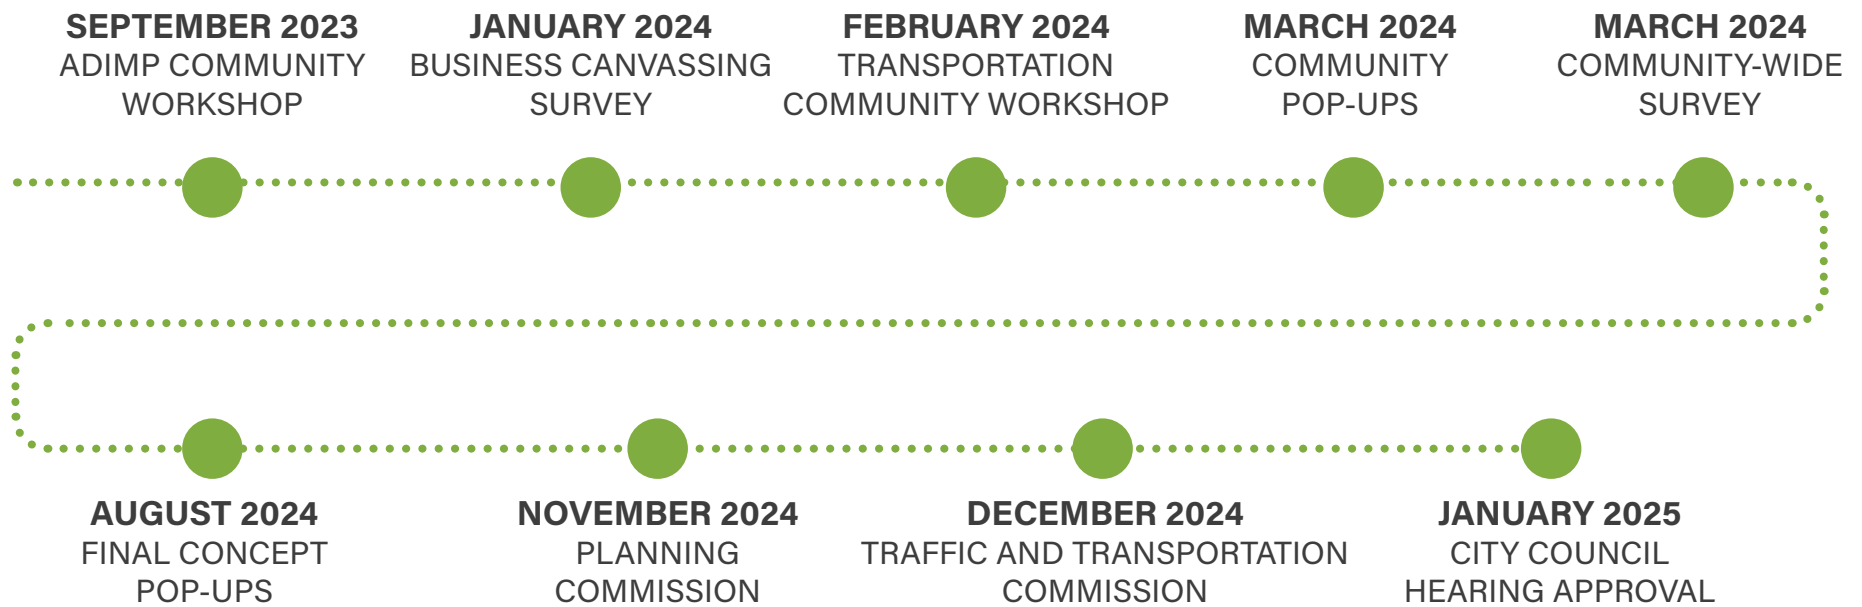 SEPTEMBER 2023
ADIMP COMMUNITY
WORKSHOP
JANUARY 2024
BUSINESS CANVASSING
SURVEY
FEBRUARY 2024
TRANSPORTATION
COMMUNITY WORKSHOP
MARCH 2024
COMMUNITY
POP-UPS
MARCH 2024
COMMUNITY-WIDE
SURVEY
AUGUST 2024
FINAL CONCEPT
POP-UPS
NOVEMBER 2024
PLANNING
COMMISSION
DECEMBER 2024
TRAFFIC AND TRANSPORTATION
COMMISSION
JANUARY 2025
CITY COUNCIL
HEARING APPROVAL